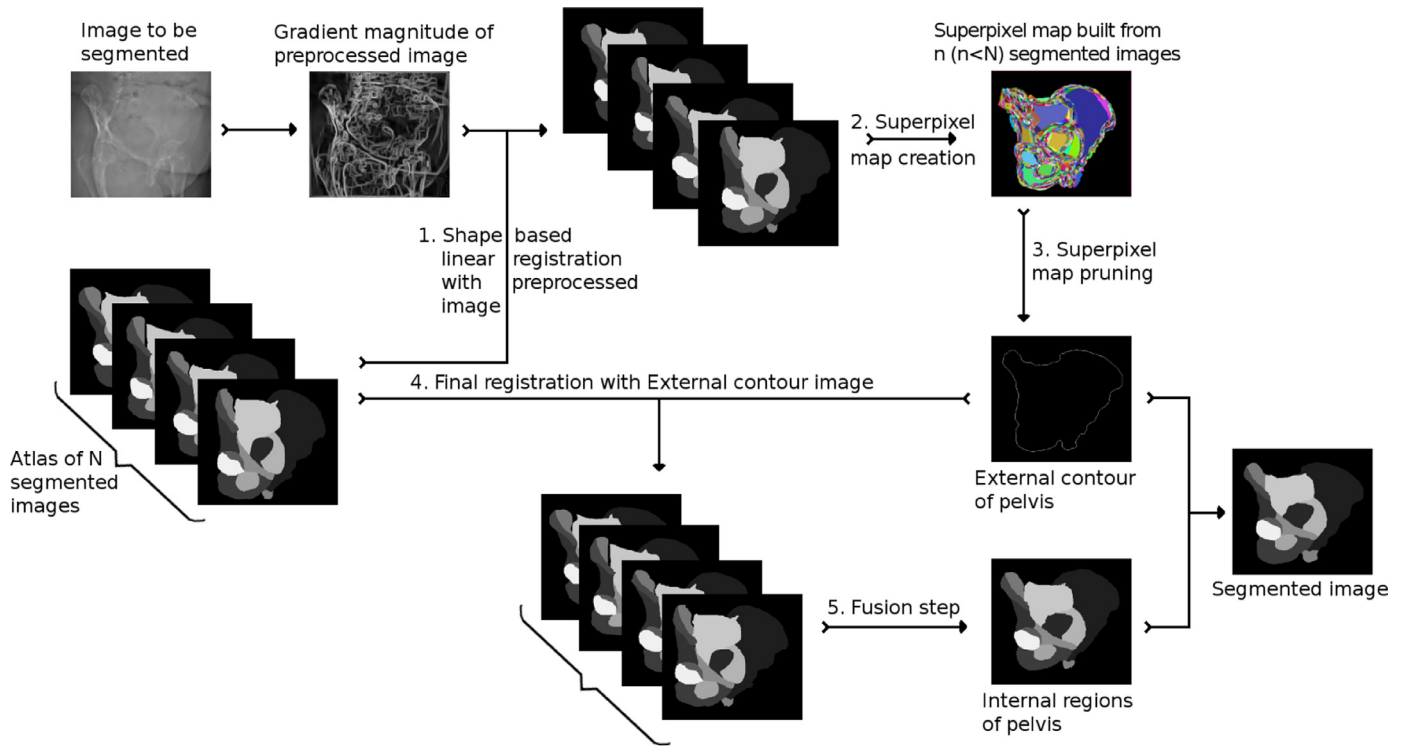 Image to be
segmented
Gradient magnitude of
preprocessed image
Superpixel map built from
n (n<N) segmented images
2. Superpixel
map creation
1. Shape based
linear registration
with preprocessed
image
3. Superpixel
map pruning
4. Final registration with External contour image
Atlas of N
segmented
images
External contour
of pelvis
5. Fusion step
Segmented image
Internal regions
of pelvis